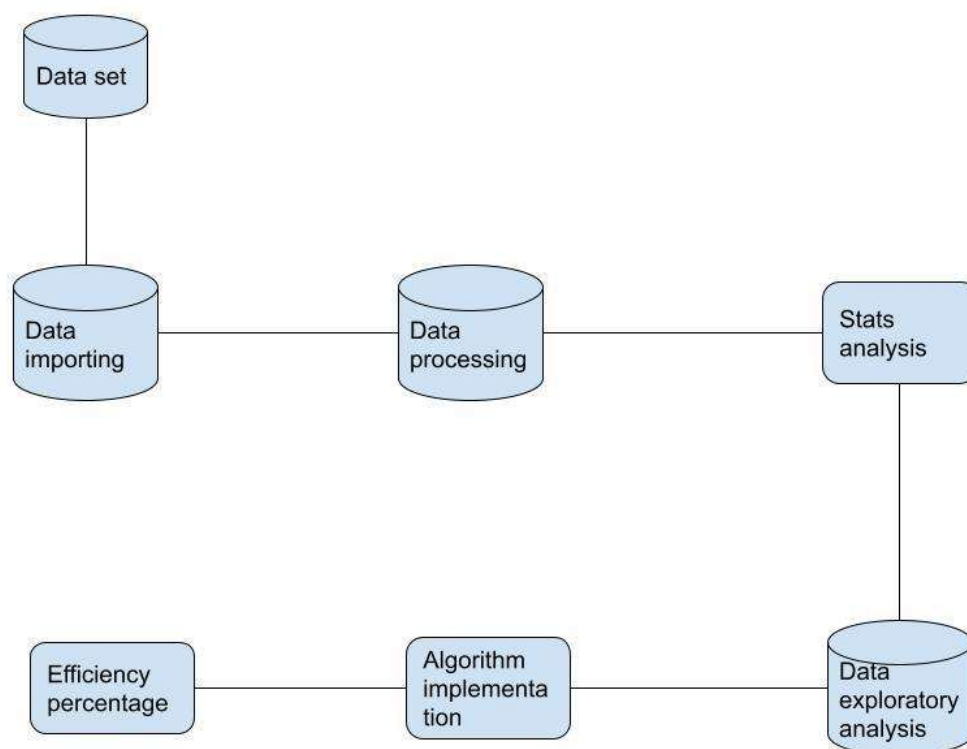 Data set
Data
importing
Data
processing
Stats
analysis
Efficiency
percentage
Algorithm
implementa
tion
Data
exploratory
analysis